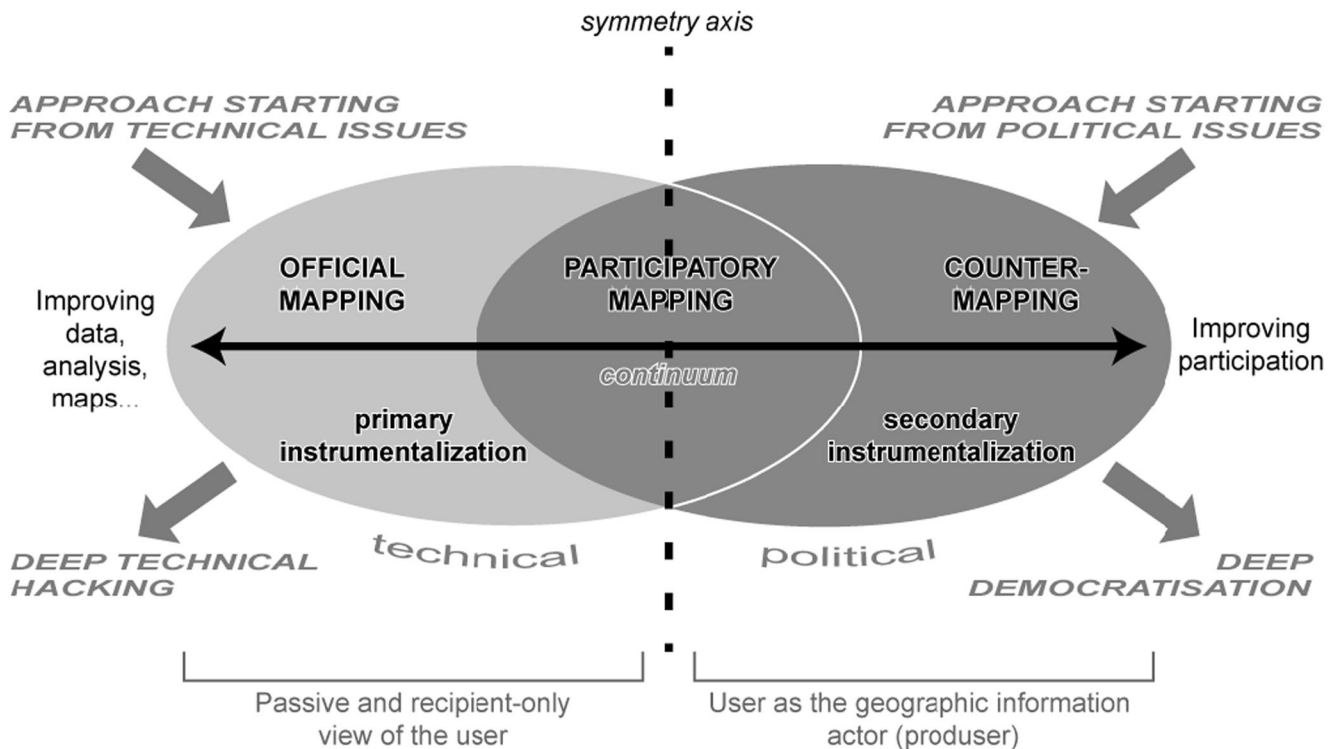 symmetry axis
APPROACH STARTING
FROM TECHNICAL ISSUES
APPROACH STARTING
FROM POLITICAL ISSUES
OFFICIAL
MAPPING
PARTICIPATORY
MAPPING
COUNTER-
MAPPING
Improving
data,
analysis,
maps...
Improving
participation
continuum
primary
instrumentalization
secondary
instrumentalization
technical
political
DEEP TECHNICAL
HACKING
DEEP
DEMOCRATISATION
Passive and recipient-only
view of the user
User as the geographic information
actor (produser)